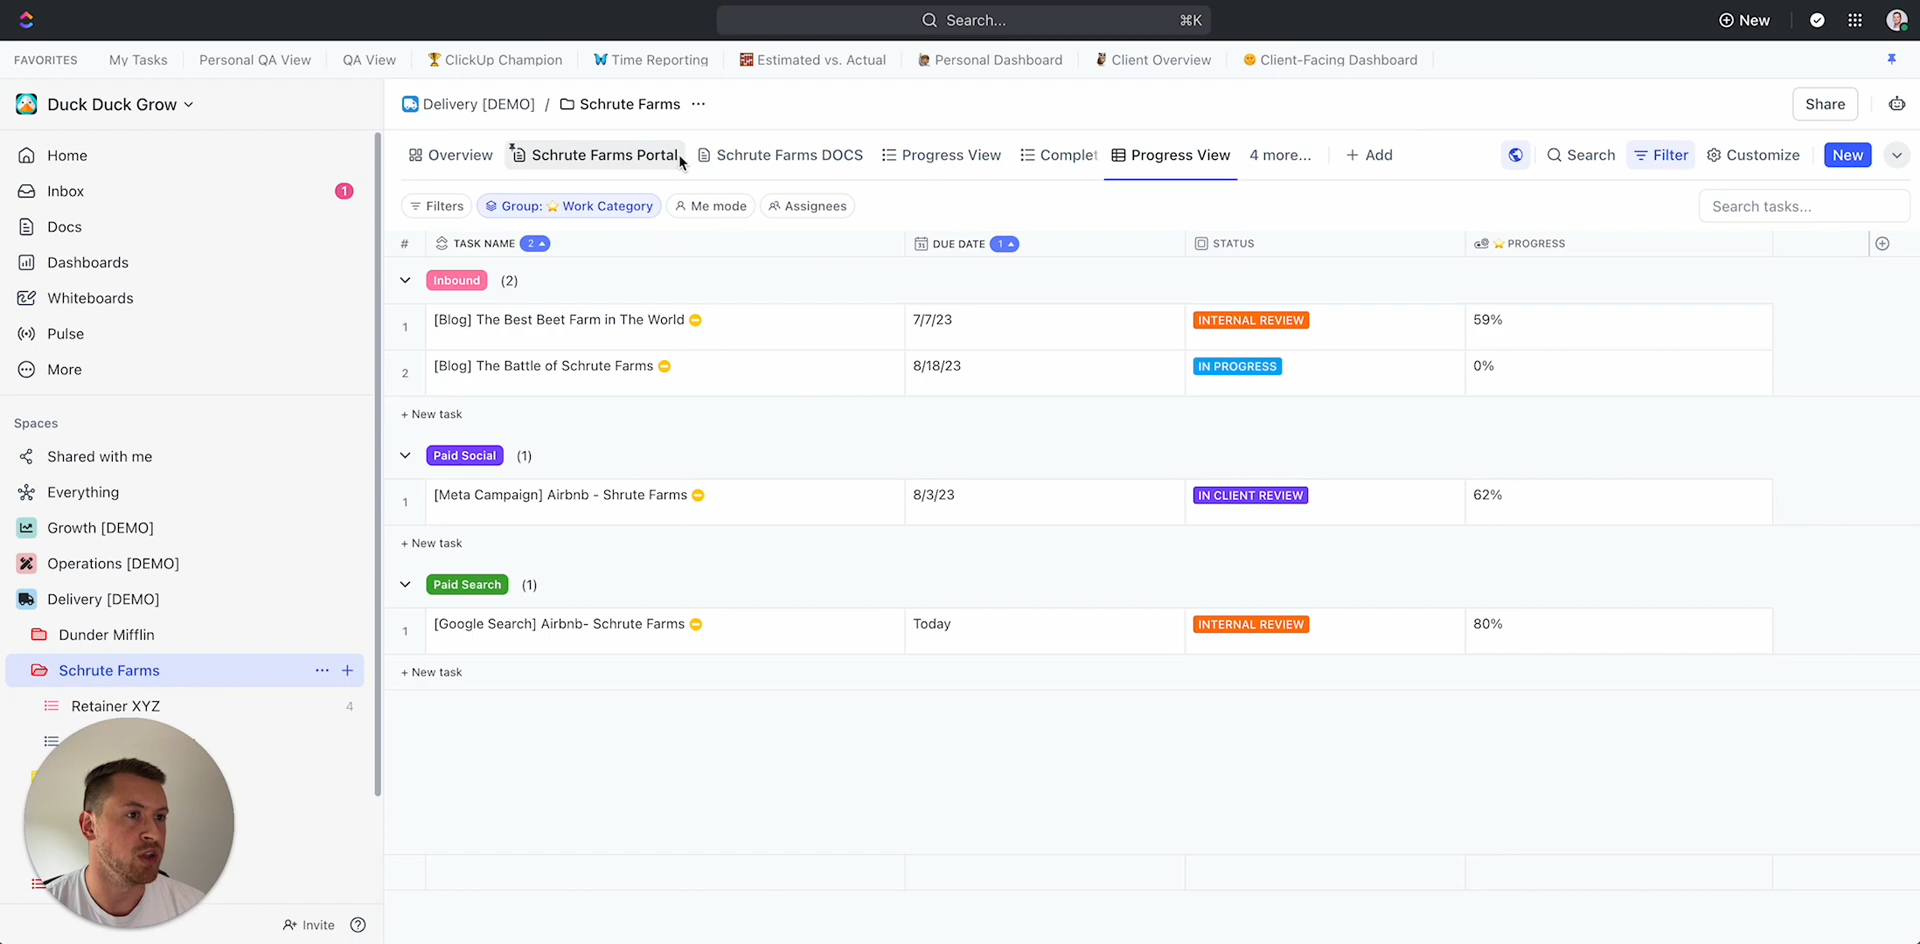 Search... ⌘K
New
FAVORITES My Tasks Personal QA View QA View ClickUp Champion Time Reporting Estimated vs. Actual Personal Dashboard Client Overview Client-Facing Dashboard
Duck Duck Grow
Delivery [DEMO] / Schrute Farms ...
Share
Home
Inbox 1
Docs
Dashboards
Whiteboards
Pulse
More
Spaces
Shared with me
Everything
Growth [DEMO]
Operations [DEMO]
Delivery [DEMO]
Dunder Mifflin
Schrute Farms ... +
Retainer XYZ 4
Invite ?
Overview Schrute Farms Portal Schrute Farms DOCS Progress View Complet Progress View 4 more... + Add Search Filter Customize New
Filters Group: Work Category Me mode Assignees Search tasks...
# TASK NAME 2 DUE DATE 1 STATUS PROGRESS
Inbound (2)
1 [Blog] The Best Beet Farm in The World 7/7/23 INTERNAL REVIEW 59%
2 [Blog] The Battle of Schrute Farms 8/18/23 IN PROGRESS 0%
+ New task
Paid Social (1)
1 [Meta Campaign] Airbnb - Shrute Farms 8/3/23 IN CLIENT REVIEW 62%
+ New task
Paid Search (1)
1 [Google Search] Airbnb- Schrute Farms Today INTERNAL REVIEW 80%
+ New task